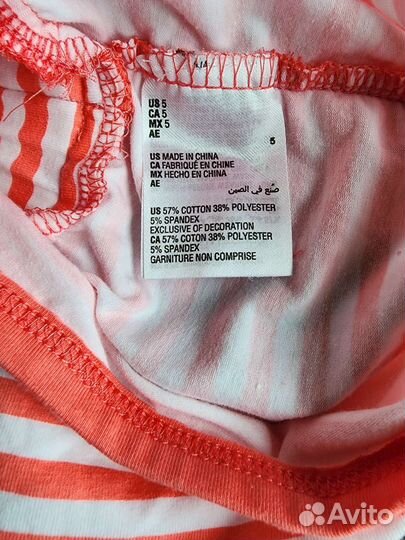 US 5
CA 5
MX 5
AE
5
US MADE IN CHINA
CA FABRIQUÉ EN CHINE
MX HECHO EN CHINA
AE صنع في الصين
US 57% COTTON 38% POLYESTER
5% SPANDEX
EXCLUSIVE OF DECORATION
CA 57% COTON 38% POLYESTER
5% SPANDEX
GARNITURE NON COMPRISE
Avito